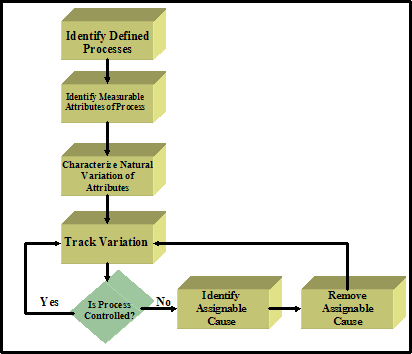 Identify Defined
Processes
Identify Measurable
Attributes of Process
Characterize Natural
Variation of
Attributes
Track Variation
Yes
Is Process
Controlled?
No
Identify
Assignable
Cause
Remove
Assignable
Cause